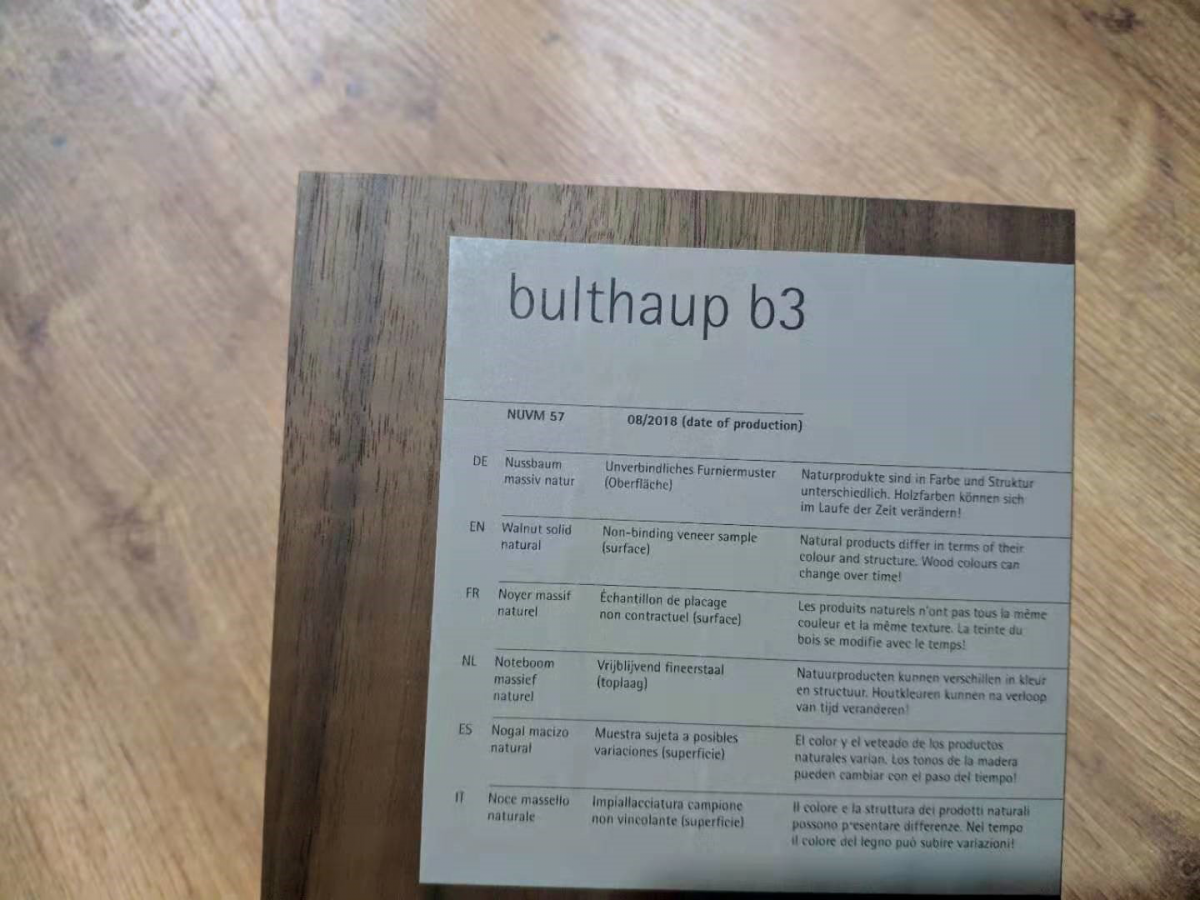 bulthaup b3
NUVM 57 08/2018 (date of production)
DE Nussbaum Unverbindliches Furniermuster Naturprodukte sind in Farbe und Struktur
massiv natur (Oberfläche) unterschiedlich. Holzfarben können sich
im Laufe der Zeit verändern!
EN Walnut solid Non-binding veneer sample Natural products differ in terms of their
natural (surface) colour and structure. Wood colours can
change over time!
FR Noyer massif Échantillon de placage Les produits naturels n'ont pas tous la même
naturel non contractuel (surface) couleur et la même texture. La teinte du
bois se modifie avec le temps!
NL Noteboom Vrijblijvend fineerstaal Natuurproducten kunnen verschillen in kleur
massief (toplaag) en structuur. Houtkleuren kunnen na verloop
naturel van tijd veranderen!
ES Nogal macizo Muestra sujeta a posibles El color y el veteado de los productos
natural variaciones (superficie) naturales varian. Los tonos de la madera
pueden cambiar con el paso del tiempo!
IT Noce massello Impiallacciatura campione Il colore e la struttura dei prodotti naturali
naturale non vincolante (superficie) possono presentare differenze. Nel tempo
il colore del legno può subire variazioni!